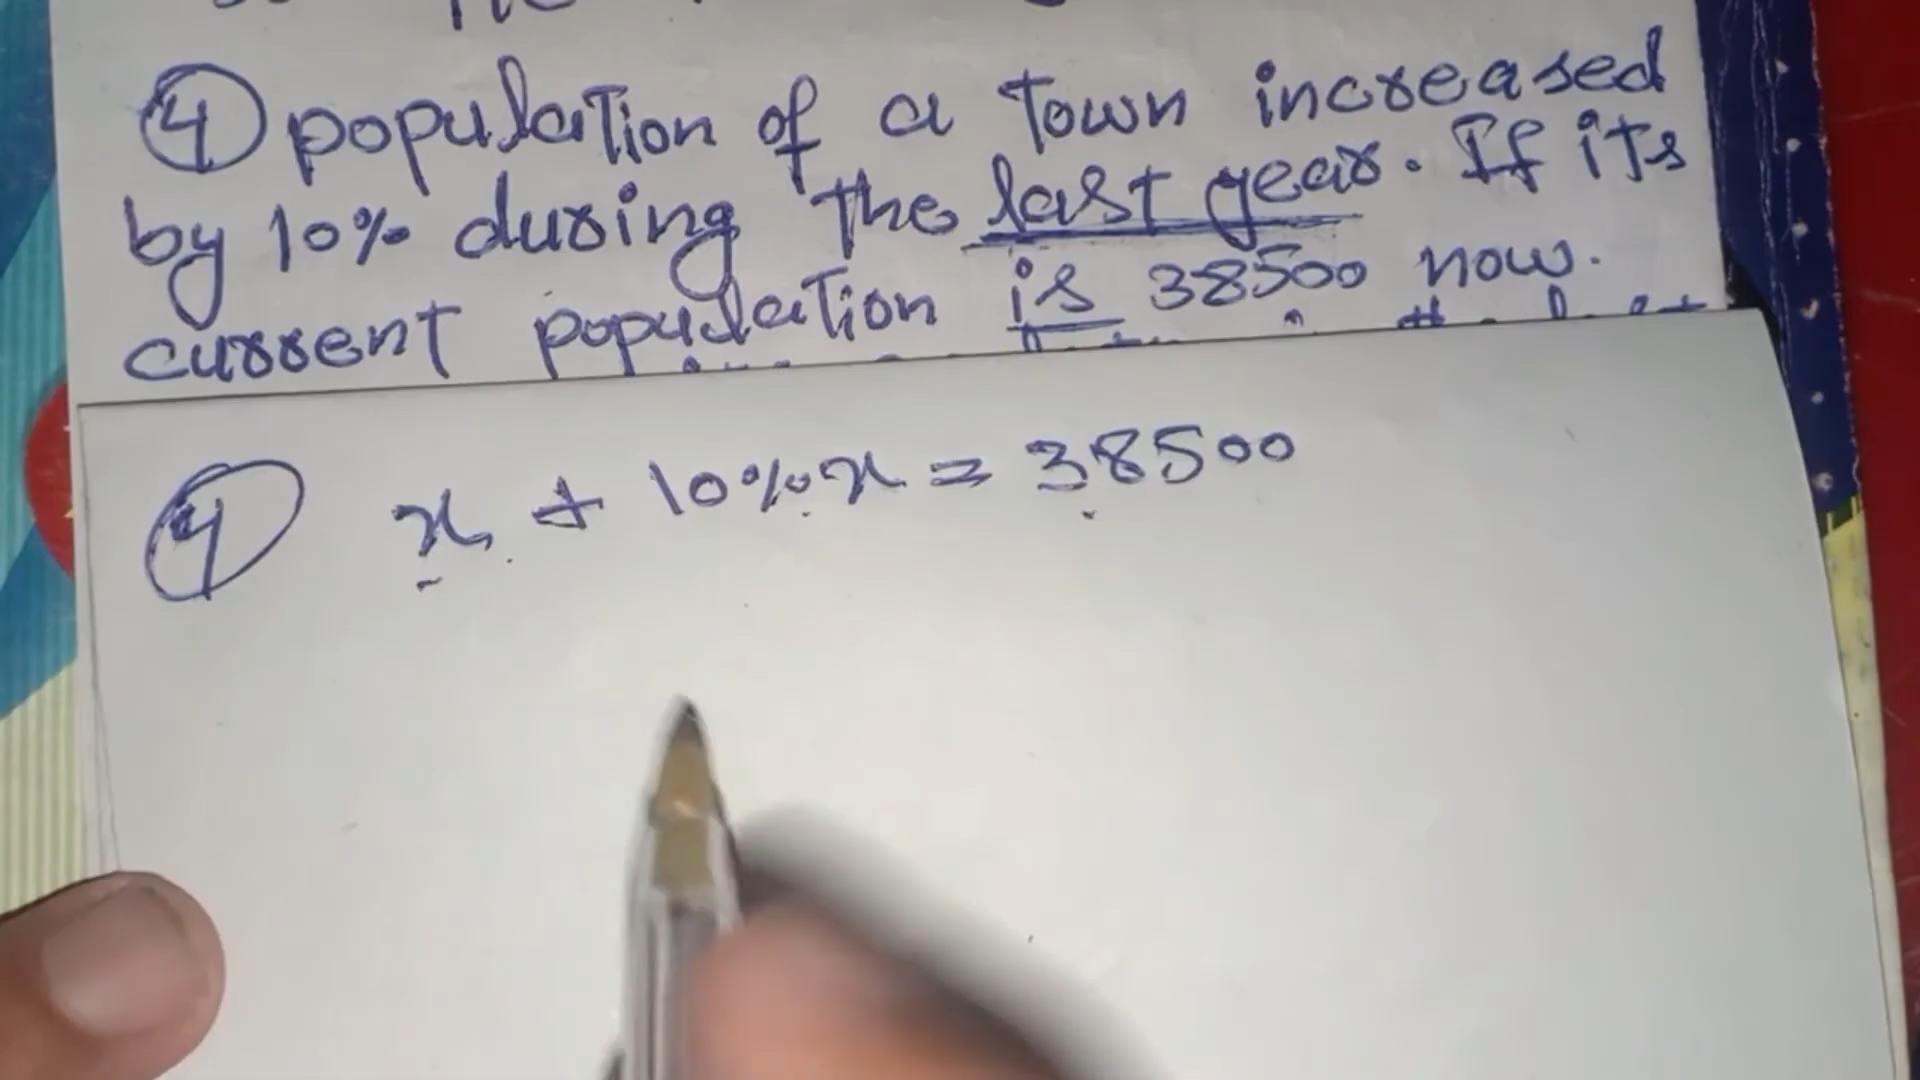 ④ population of a town increased
by 10% during the last year. If its
current population is 38500 now.
④ x + 10%x = 38500